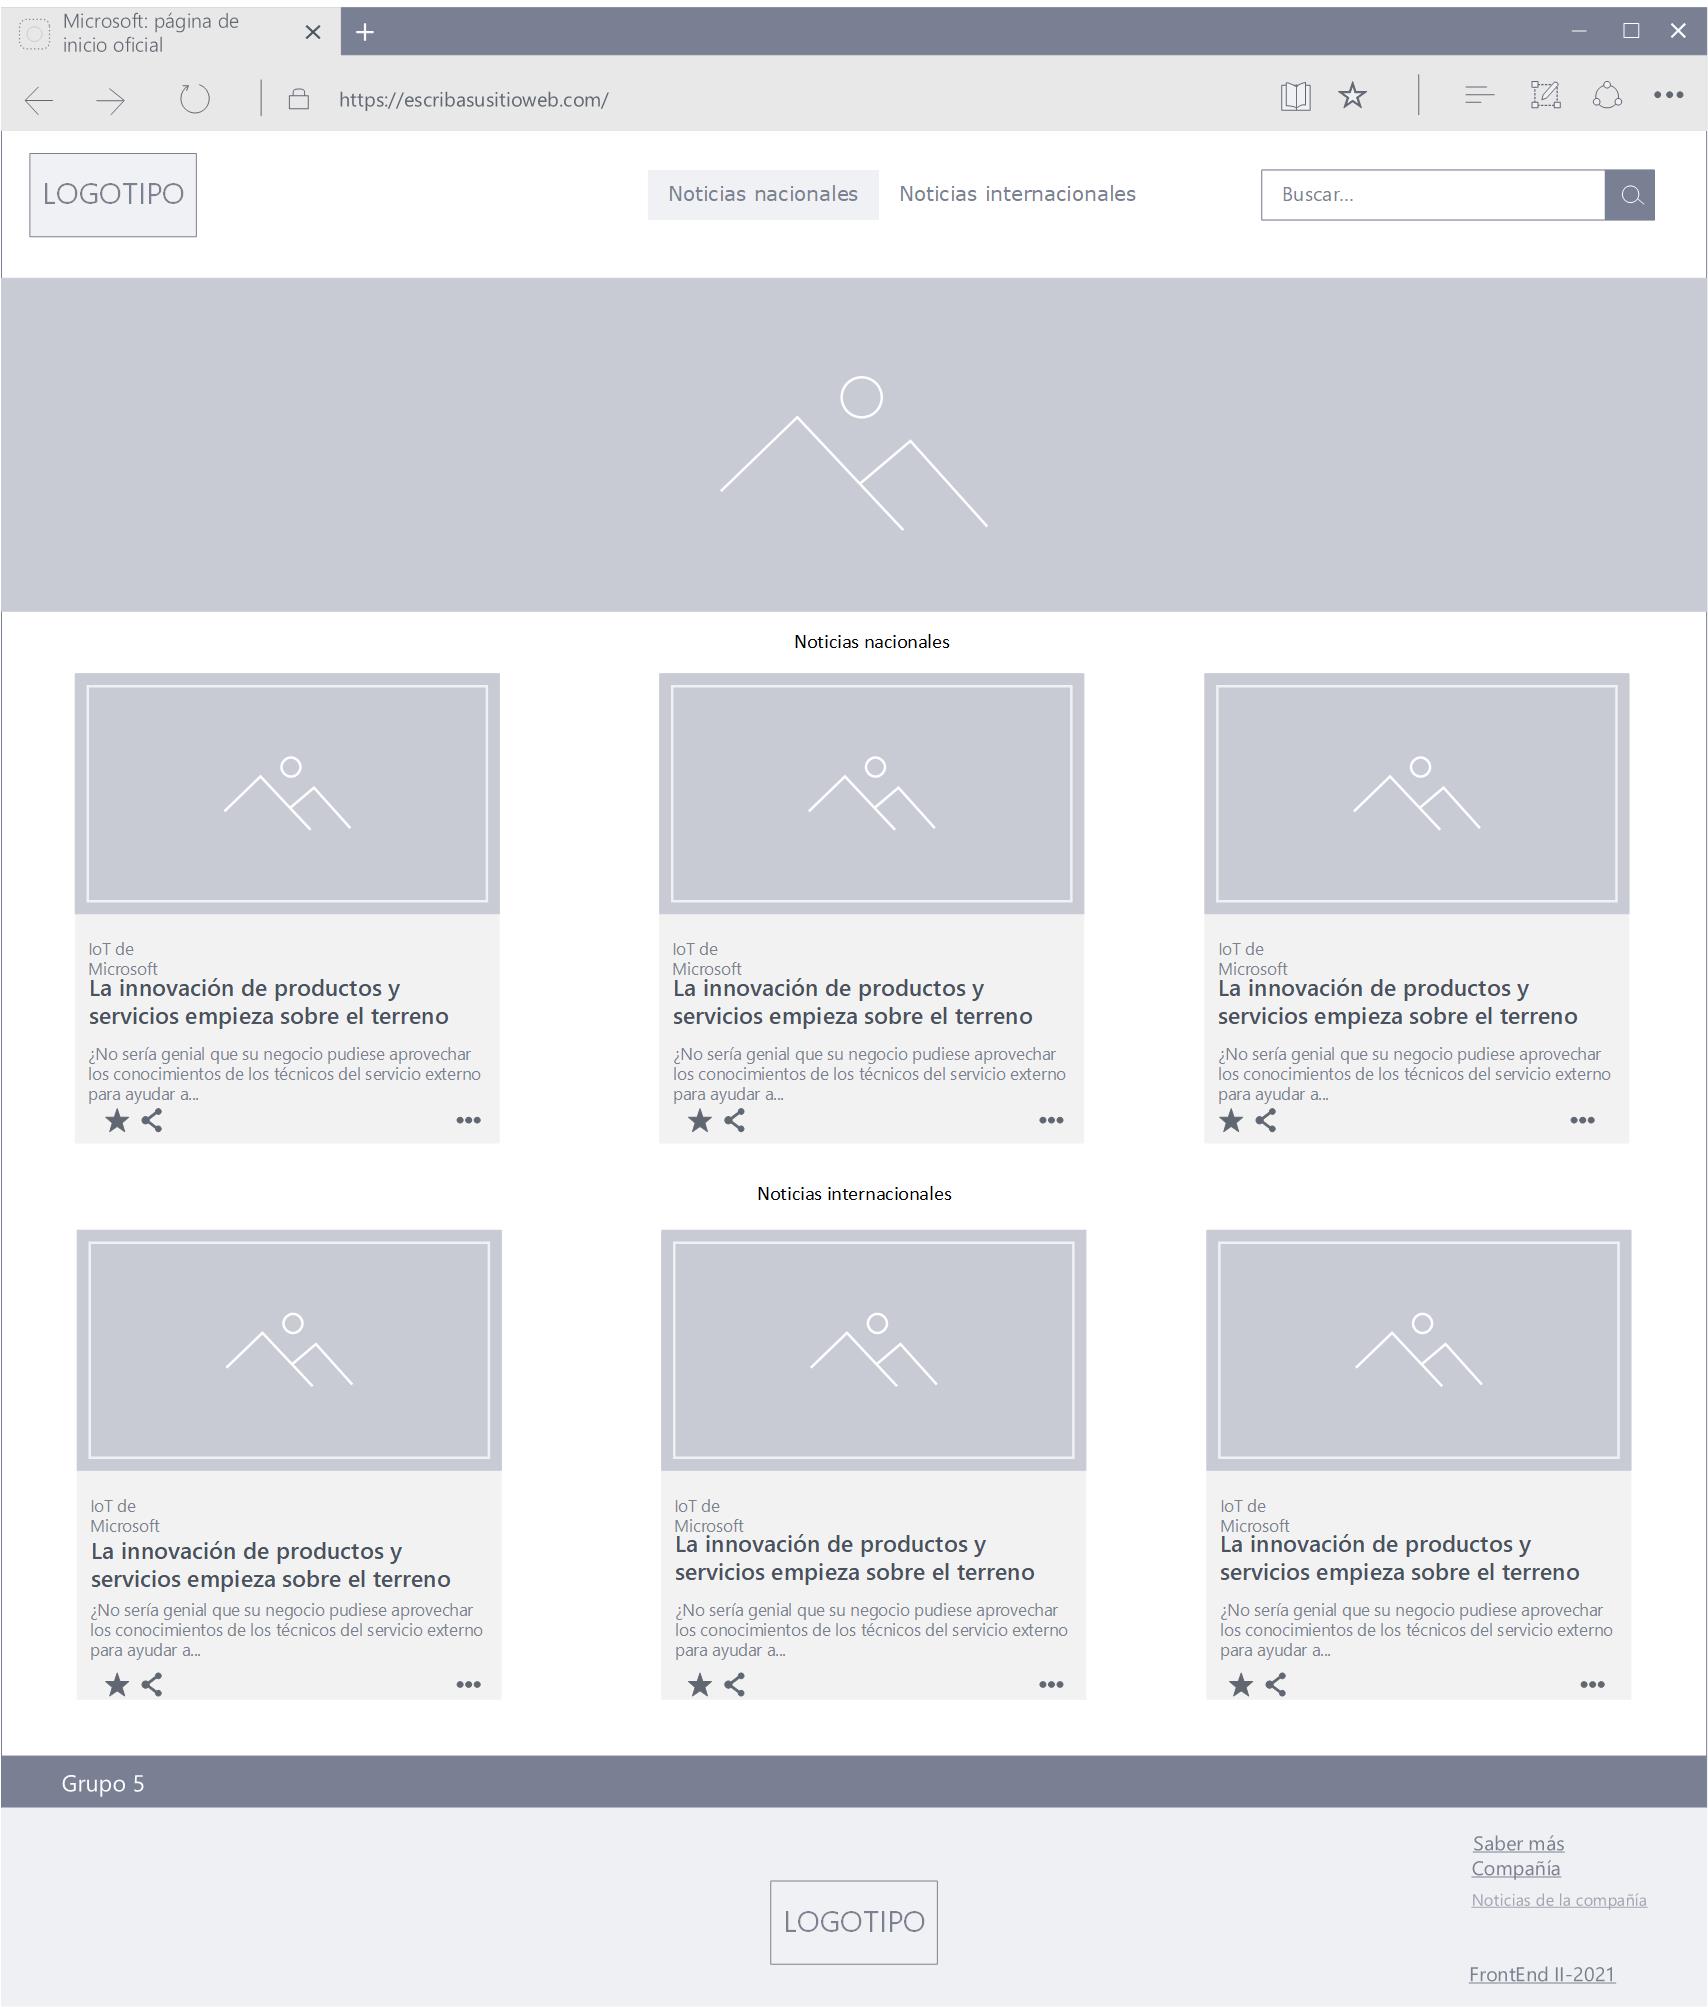 Microsoft: página de
inicio oficial
https://escribasusitioweb.com/
LOGOTIPO
Noticias nacionales
Noticias internacionales
Buscar...
Noticias nacionales
IoT de
Microsoft
La innovación de productos y
servicios empieza sobre el terreno
¿No sería genial que su negocio pudiese aprovechar
los conocimientos de los técnicos del servicio externo
para ayudar a...
IoT de
Microsoft
La innovación de productos y
servicios empieza sobre el terreno
¿No sería genial que su negocio pudiese aprovechar
los conocimientos de los técnicos del servicio externo
para ayudar a...
IoT de
Microsoft
La innovación de productos y
servicios empieza sobre el terreno
¿No sería genial que su negocio pudiese aprovechar
los conocimientos de los técnicos del servicio externo
para ayudar a...
Noticias internacionales
IoT de
Microsoft
La innovación de productos y
servicios empieza sobre el terreno
¿No sería genial que su negocio pudiese aprovechar
los conocimientos de los técnicos del servicio externo
para ayudar a...
IoT de
Microsoft
La innovación de productos y
servicios empieza sobre el terreno
¿No sería genial que su negocio pudiese aprovechar
los conocimientos de los técnicos del servicio externo
para ayudar a...
IoT de
Microsoft
La innovación de productos y
servicios empieza sobre el terreno
¿No sería genial que su negocio pudiese aprovechar
los conocimientos de los técnicos del servicio externo
para ayudar a...
Grupo 5
LOGOTIPO
Saber más
Compañía
Noticias de la compañía
FrontEnd II-2021